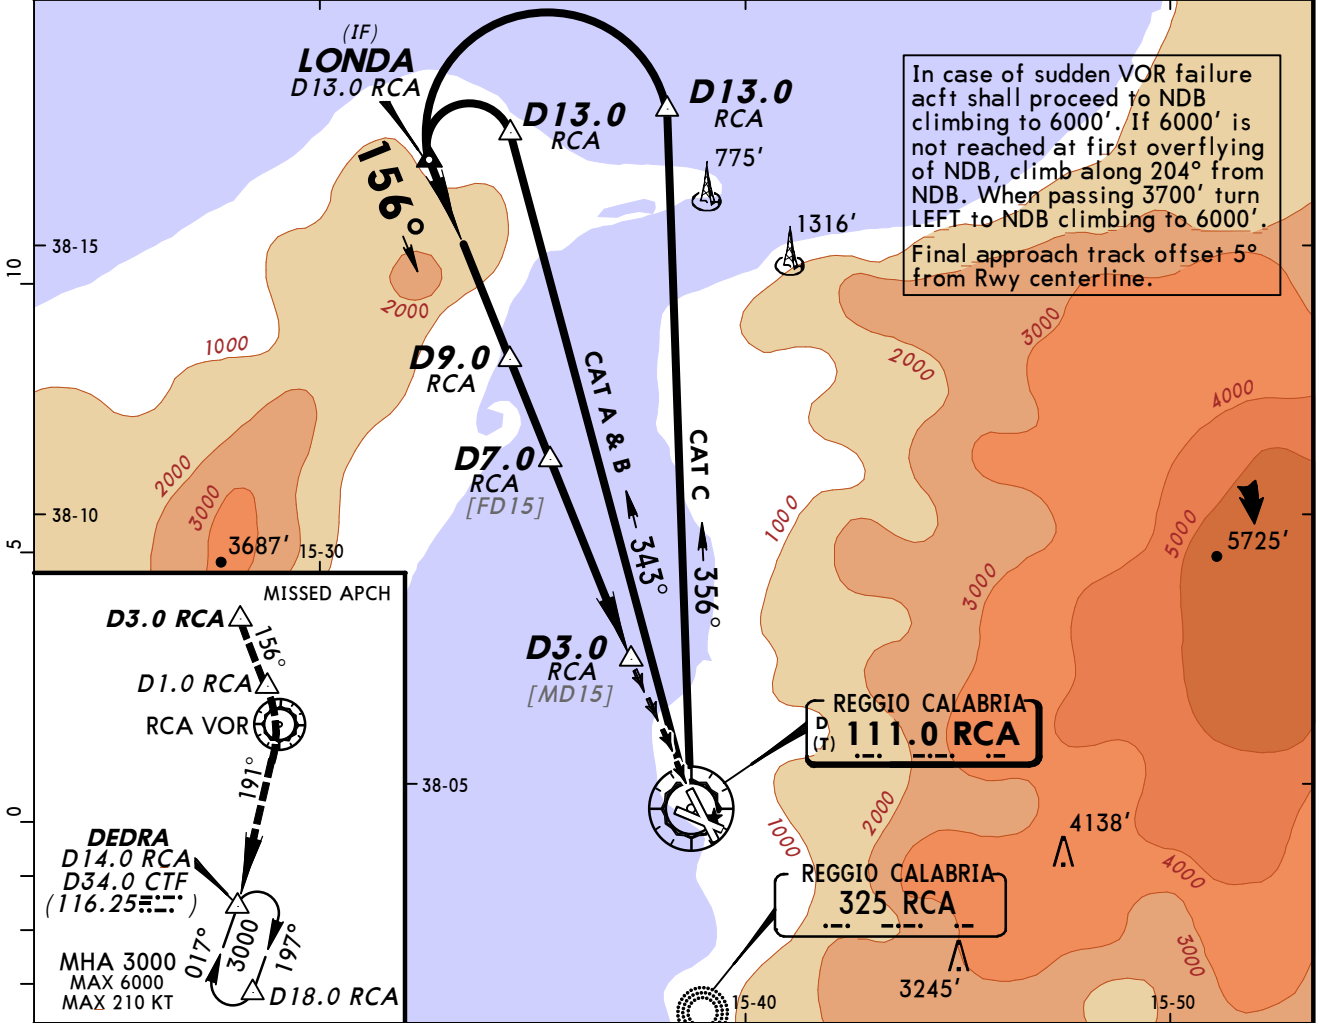 (IF)
LONDA
D13.0 RCA
D13.0
RCA
D13.0
RCA
775'
1316'
In case of sudden VOR failure
acft shall proceed to NDB
climbing to 6000'. If 6000' is
not reached at first overflying
of NDB, climb along 204° from
NDB. When passing 3700' turn
LEFT to NDB climbing to 6000'.
Final approach track offset 5°
from Rwy centerline.
156°
38-15
10
2000
1000
3000
2000
4000
D9.0
RCA
CAT A & B
343°
CAT C
356°
D7.0
RCA
[FD15]
2000
3000
1000
5000
38-10
5
3687'
15-30
5725'
3000
D3.0
RCA
[MD15]
MISSED APCH
D3.0 RCA
156°
D1.0 RCA
RCA VOR
191°
DEDRA
D14.0 RCA
D34.0 CTF
(116.25 )
017°
3000
197°
MHA 3000
MAX 6000
MAX 210 KT
D18.0 RCA
38-05
0
REGGIO CALABRIA
D
(T)
111.0 RCA
1000
2000
4138'
4000
REGGIO CALABRIA
325 RCA
3245'
3000
15-40
15-50